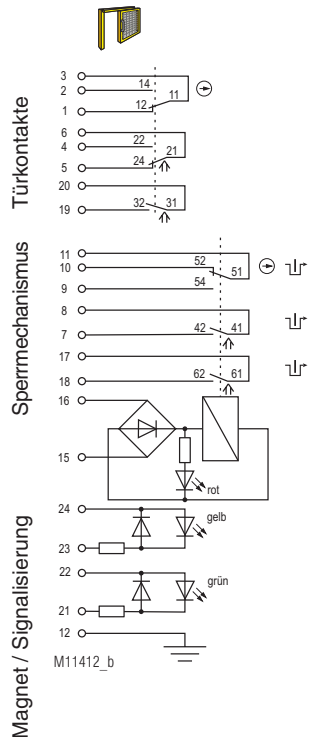 Türkontakte
3
2 14
11
1 12
6
4 22
21
5 24
20
19 32 31
Sperrmechanismus
11
10 52
51
9 54
8
7 42 41
17
18 62 61
16
15
rot
Magnet / Signalisierung
24
gelb
23
22
grün
21
12
M11412_b